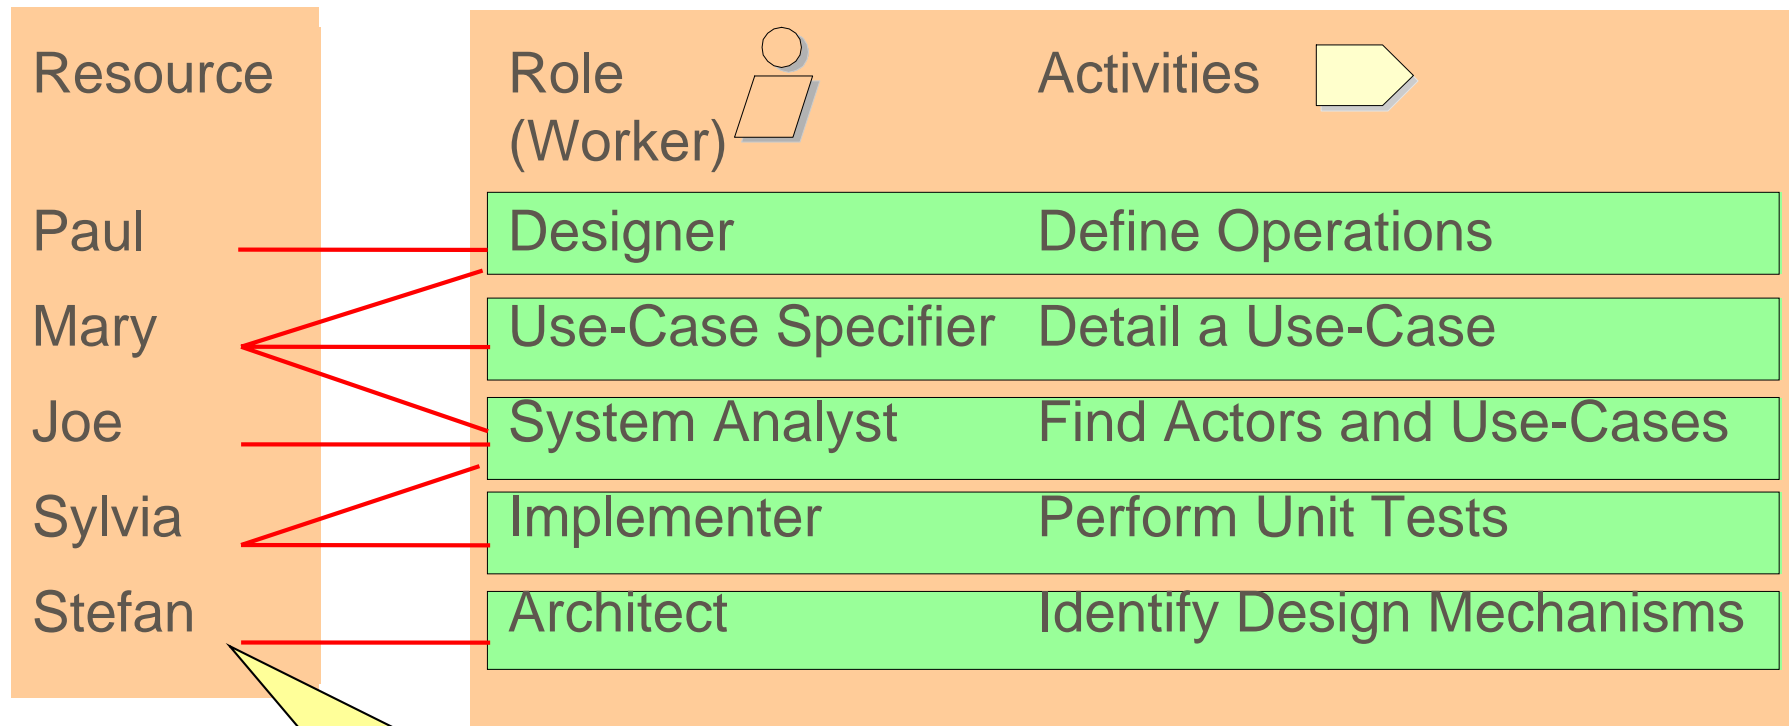 Resource Role Activities
(Worker)
Paul Designer Define Operations
Mary Use-Case Specifier Detail a Use-Case
Joe System Analyst Find Actors and Use-Cases
Sylvia Implementer Perform Unit Tests
Stefan Architect Identify Design Mechanisms